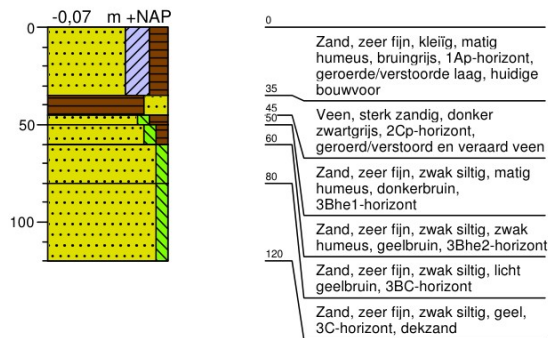 -0,07 m +NAP
0
50
100
0
35
45
50
60
80
120
Zand, zeer fijn, kleiïg, matig
humeus, bruingrijs, 1Ap-horizont,
geroerde/verstoorde laag, huidige
bouwvoor
Veen, sterk zandig, donker
zwartgrijs, 2Cp-horizont,
geroerd/verstoord en veraard veen
Zand, zeer fijn, zwak siltig, matig
humeus, donkerbruin,
3Bhe1-horizont
Zand, zeer fijn, zwak siltig, zwak
humeus, geelbruin, 3Bhe2-horizont
Zand, zeer fijn, zwak siltig, licht
geelbruin, 3BC-horizont
Zand, zeer fijn, zwak siltig, geel,
3C-horizont, dekzand